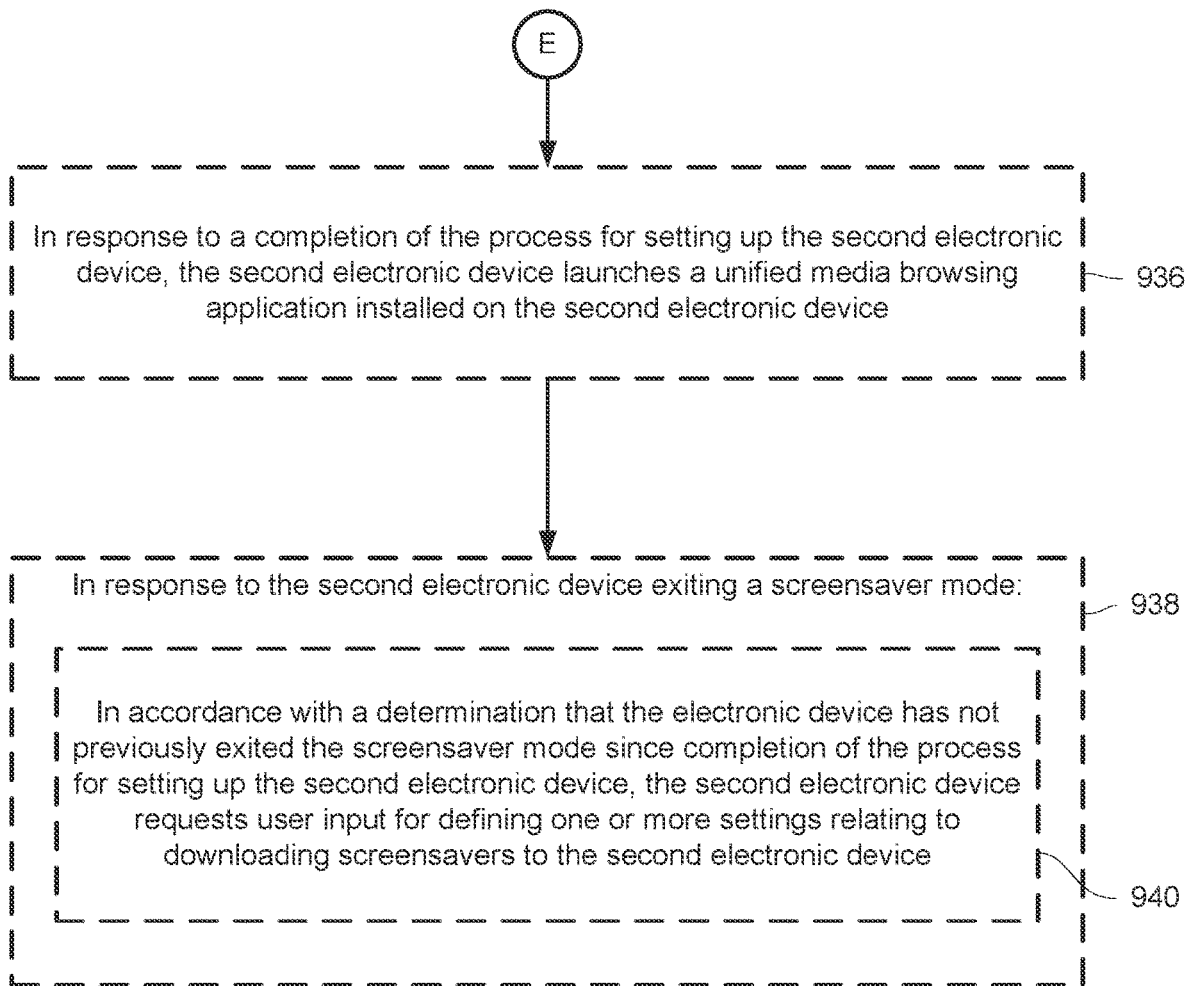 E
In response to a completion of the process for setting up the second electronic
device, the second electronic device launches a unified media browsing
application installed on the second electronic device
936
In response to the second electronic device exiting a screensaver mode:
938
In accordance with a determination that the electronic device has not
previously exited the screensaver mode since completion of the process
for setting up the second electronic device, the second electronic device
requests user input for defining one or more settings relating to
downloading screensavers to the second electronic device
940